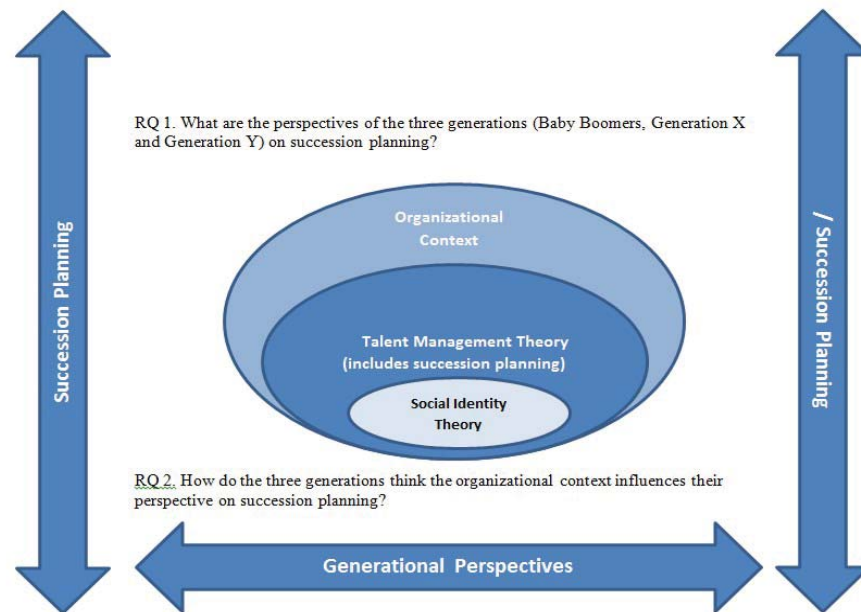 RQ 1. What are the perspectives of the three generations (Baby Boomers, Generation X
and Generation Y) on succession planning?
Organizational
Context
Succession Planning
/ Succession Planning
Talent Management Theory
(includes succession planning)
Social Identity
Theory
RQ 2. How do the three generations think the organizational context influences their
perspective on succession planning?
Generational Perspectives